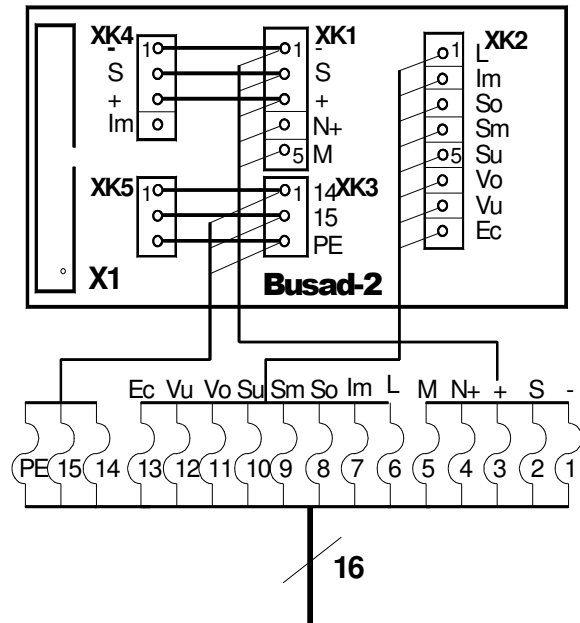 XK4 XK1 XK2
1 - 1 - 1 L
S S Im
+ + So
Im N+ Sm
5 M 5 Su
XK5 XK3 Vo
1 1 14 Vu
15 Ec
PE
X1 Busad-2
Ec Vu Vo Su Sm So Im L M N+ + S -
PE 15 14 13 12 11 10 9 8 7 6 5 4 3 2 1
16